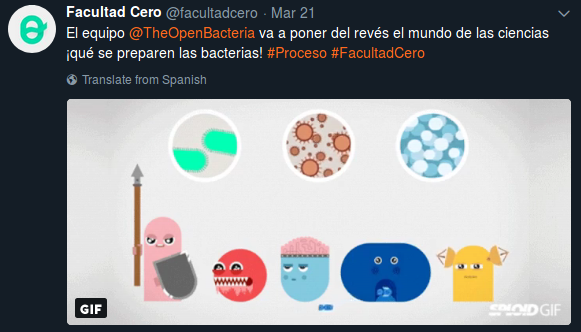 Facultad Cero @facultadcero · Mar 21
El equipo @TheOpenBacteria va a poner del revés el mundo de las ciencias
¡qué se preparen las bacterias! #Proceso #FacultadCero
Translate from Spanish
GIF
SPLOID GIF